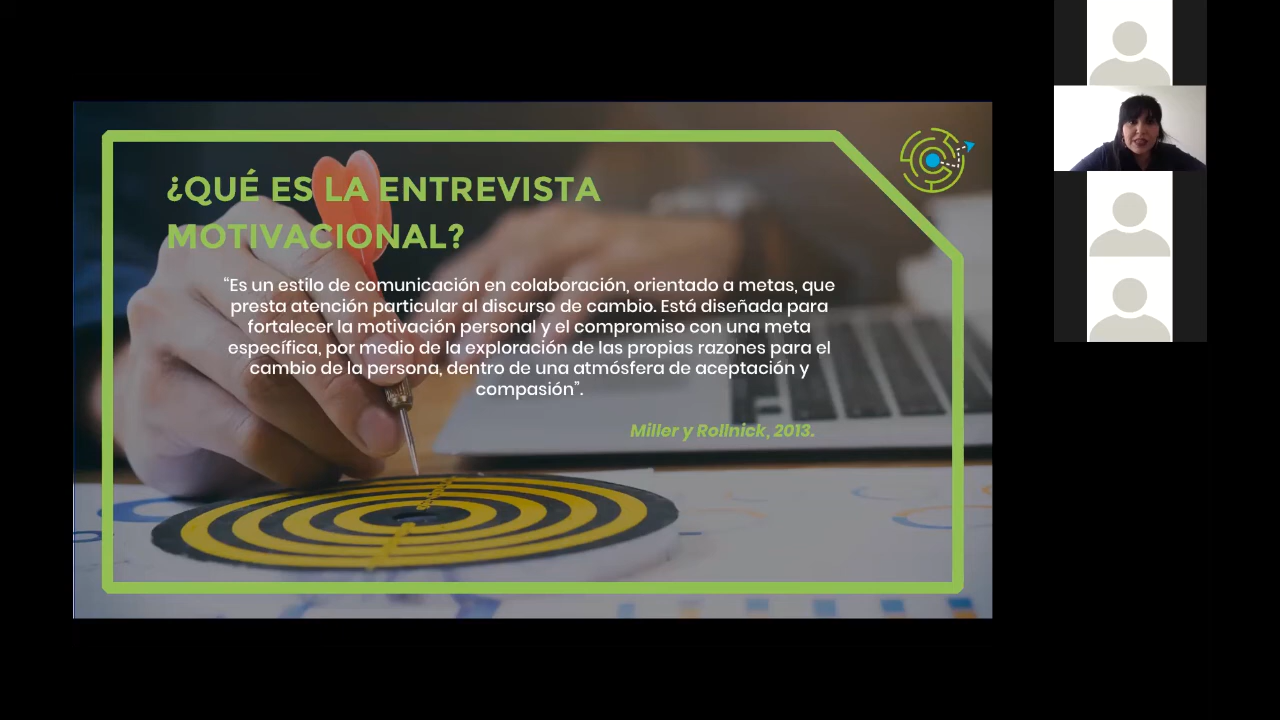 ¿QUÉ ES LA ENTREVISTA
MOTIVACIONAL?
“Es un estilo de comunicación en colaboración, orientado a metas, que
presta atención particular al discurso de cambio. Está diseñada para
fortalecer la motivación personal y el compromiso con una meta
específica, por medio de la exploración de las propias razones para el
cambio de la persona, dentro de una atmósfera de aceptación y
compasión”.
Miller y Rollnick, 2013.